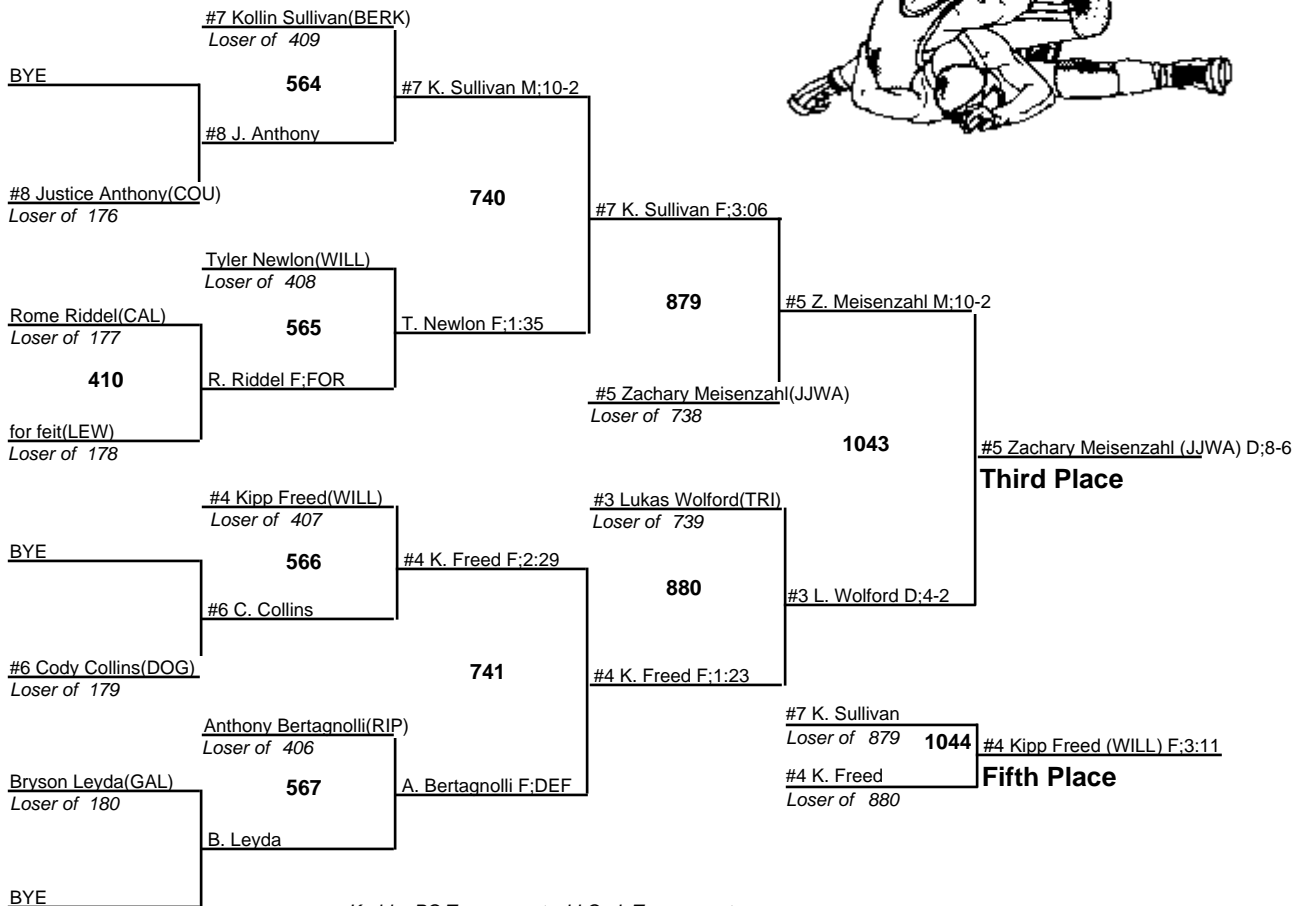 #7 Kollin Sullivan(BERK)
Loser of 409
BYE
564
#7 K. Sullivan M;10-2
#8 J. Anthony
#8 Justice Anthony(COU)
Loser of 176
740
#7 K. Sullivan F;3:06
Tyler Newlon(WILL)
Loser of 408
Rome Riddel(CAL)
Loser of 177
565
T. Newlon F;1:35
879
#5 Z. Meisenzahl M;10-2
410
R. Riddel F;FOR
#5 Zachary Meisenzahl(JJWA)
Loser of 738
for feit(LEW)
Loser of 178
1043
#5 Zachary Meisenzahl (JJWA) D;8-6
Third Place
#4 Kipp Freed(WILL)
Loser of 407
#3 Lukas Wolford(TRI)
Loser of 739
BYE
566
#4 K. Freed F;2:29
880
#6 C. Collins
#3 L. Wolford D;4-2
#6 Cody Collins(DOG)
Loser of 179
741
#4 K. Freed F;1:23
Anthony Bertagnolli(RIP)
Loser of 406
#7 K. Sullivan
Loser of 879
1044
#4 Kipp Freed (WILL) F;3:11
Fifth Place
#4 K. Freed
Loser of 880
Bryson Leyda(GAL)
Loser of 180
567
A. Bertagnolli F;DEF
B. Leyda
BYE